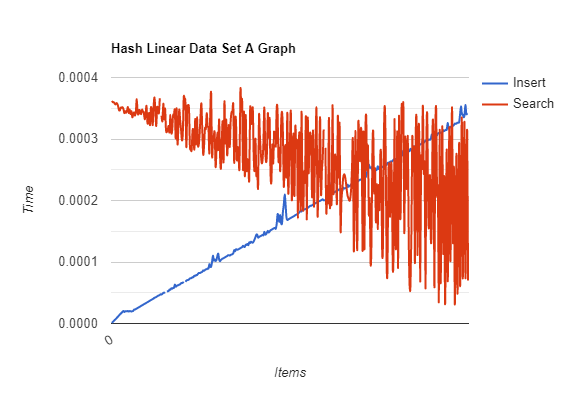 Hash Linear Data Set A Graph
0.0004
0.0003
0.0002
0.0001
0.0000
Time
0
Items
Insert
Search